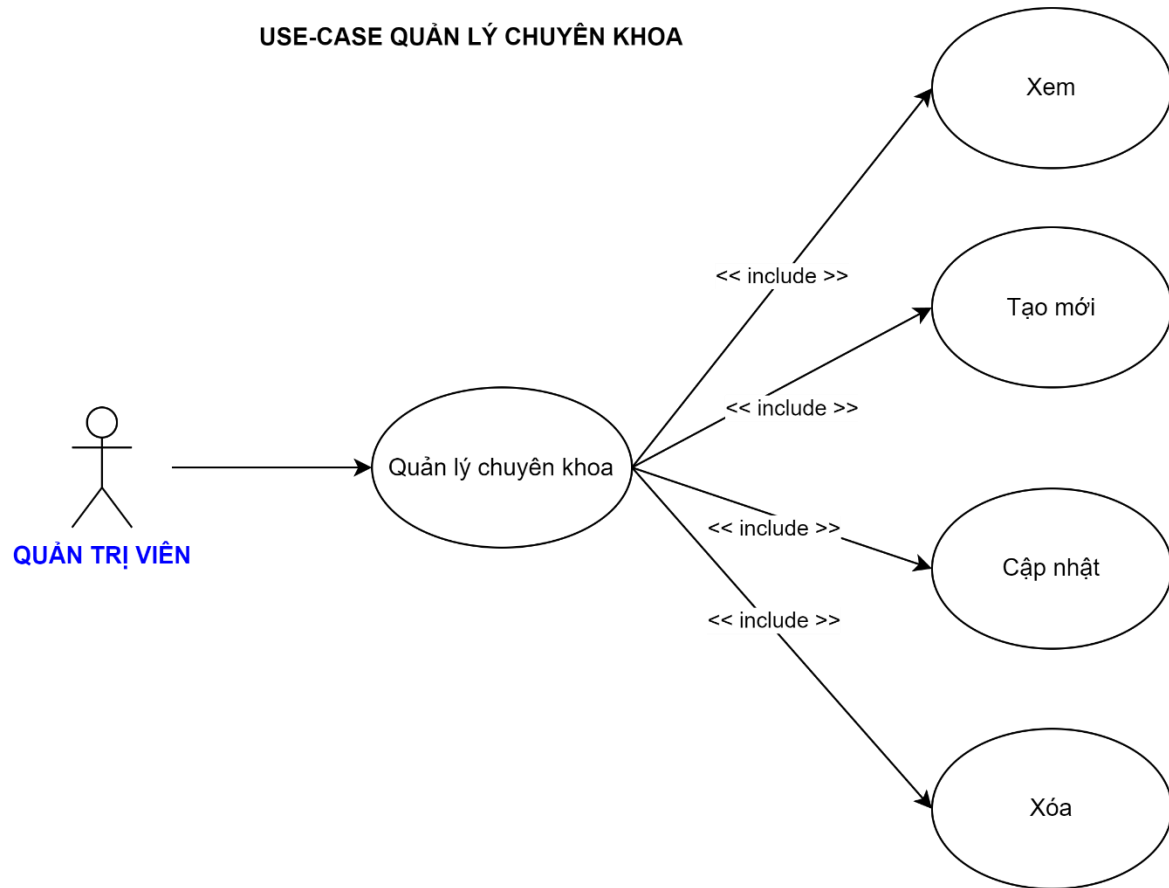 USE-CASE QUẢN LÝ CHUYÊN KHOA
Xem
<< include >>
Tạo mới
<< include >>
Quản lý chuyên khoa
QUẢN TRỊ VIÊN
<< include >>
Cập nhật
<< include >>
Xóa